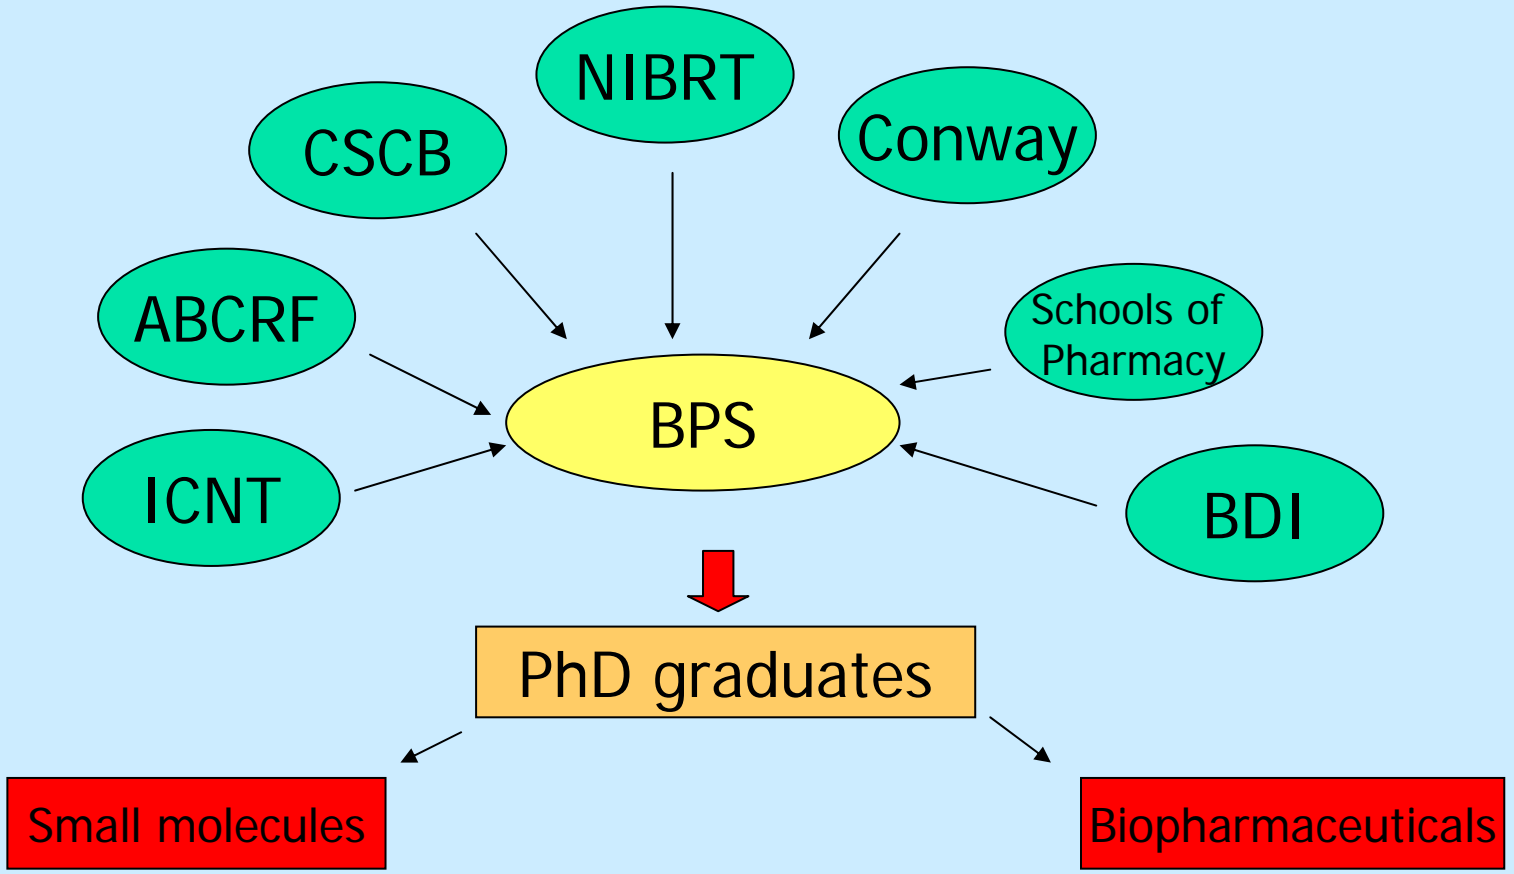 NIBRT
CSCB
Conway
ABCRF
Schools of
Pharmacy
BPS
ICNT
BDI
PhD graduates
Small molecules
Biopharmaceuticals